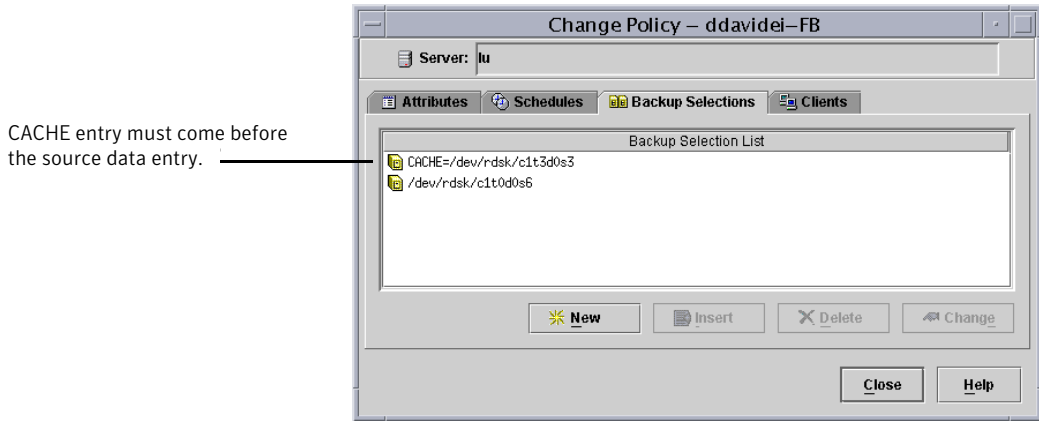 Change Policy – ddavidei–FB
Server: lu
Attributes Schedules Backup Selections Clients
CACHE entry must come before
the source data entry.
Backup Selection List
CACHE=/dev/rdsk/c1t3d0s3
/dev/rdsk/c1t0d0s6
New Insert Delete Change
Close Help